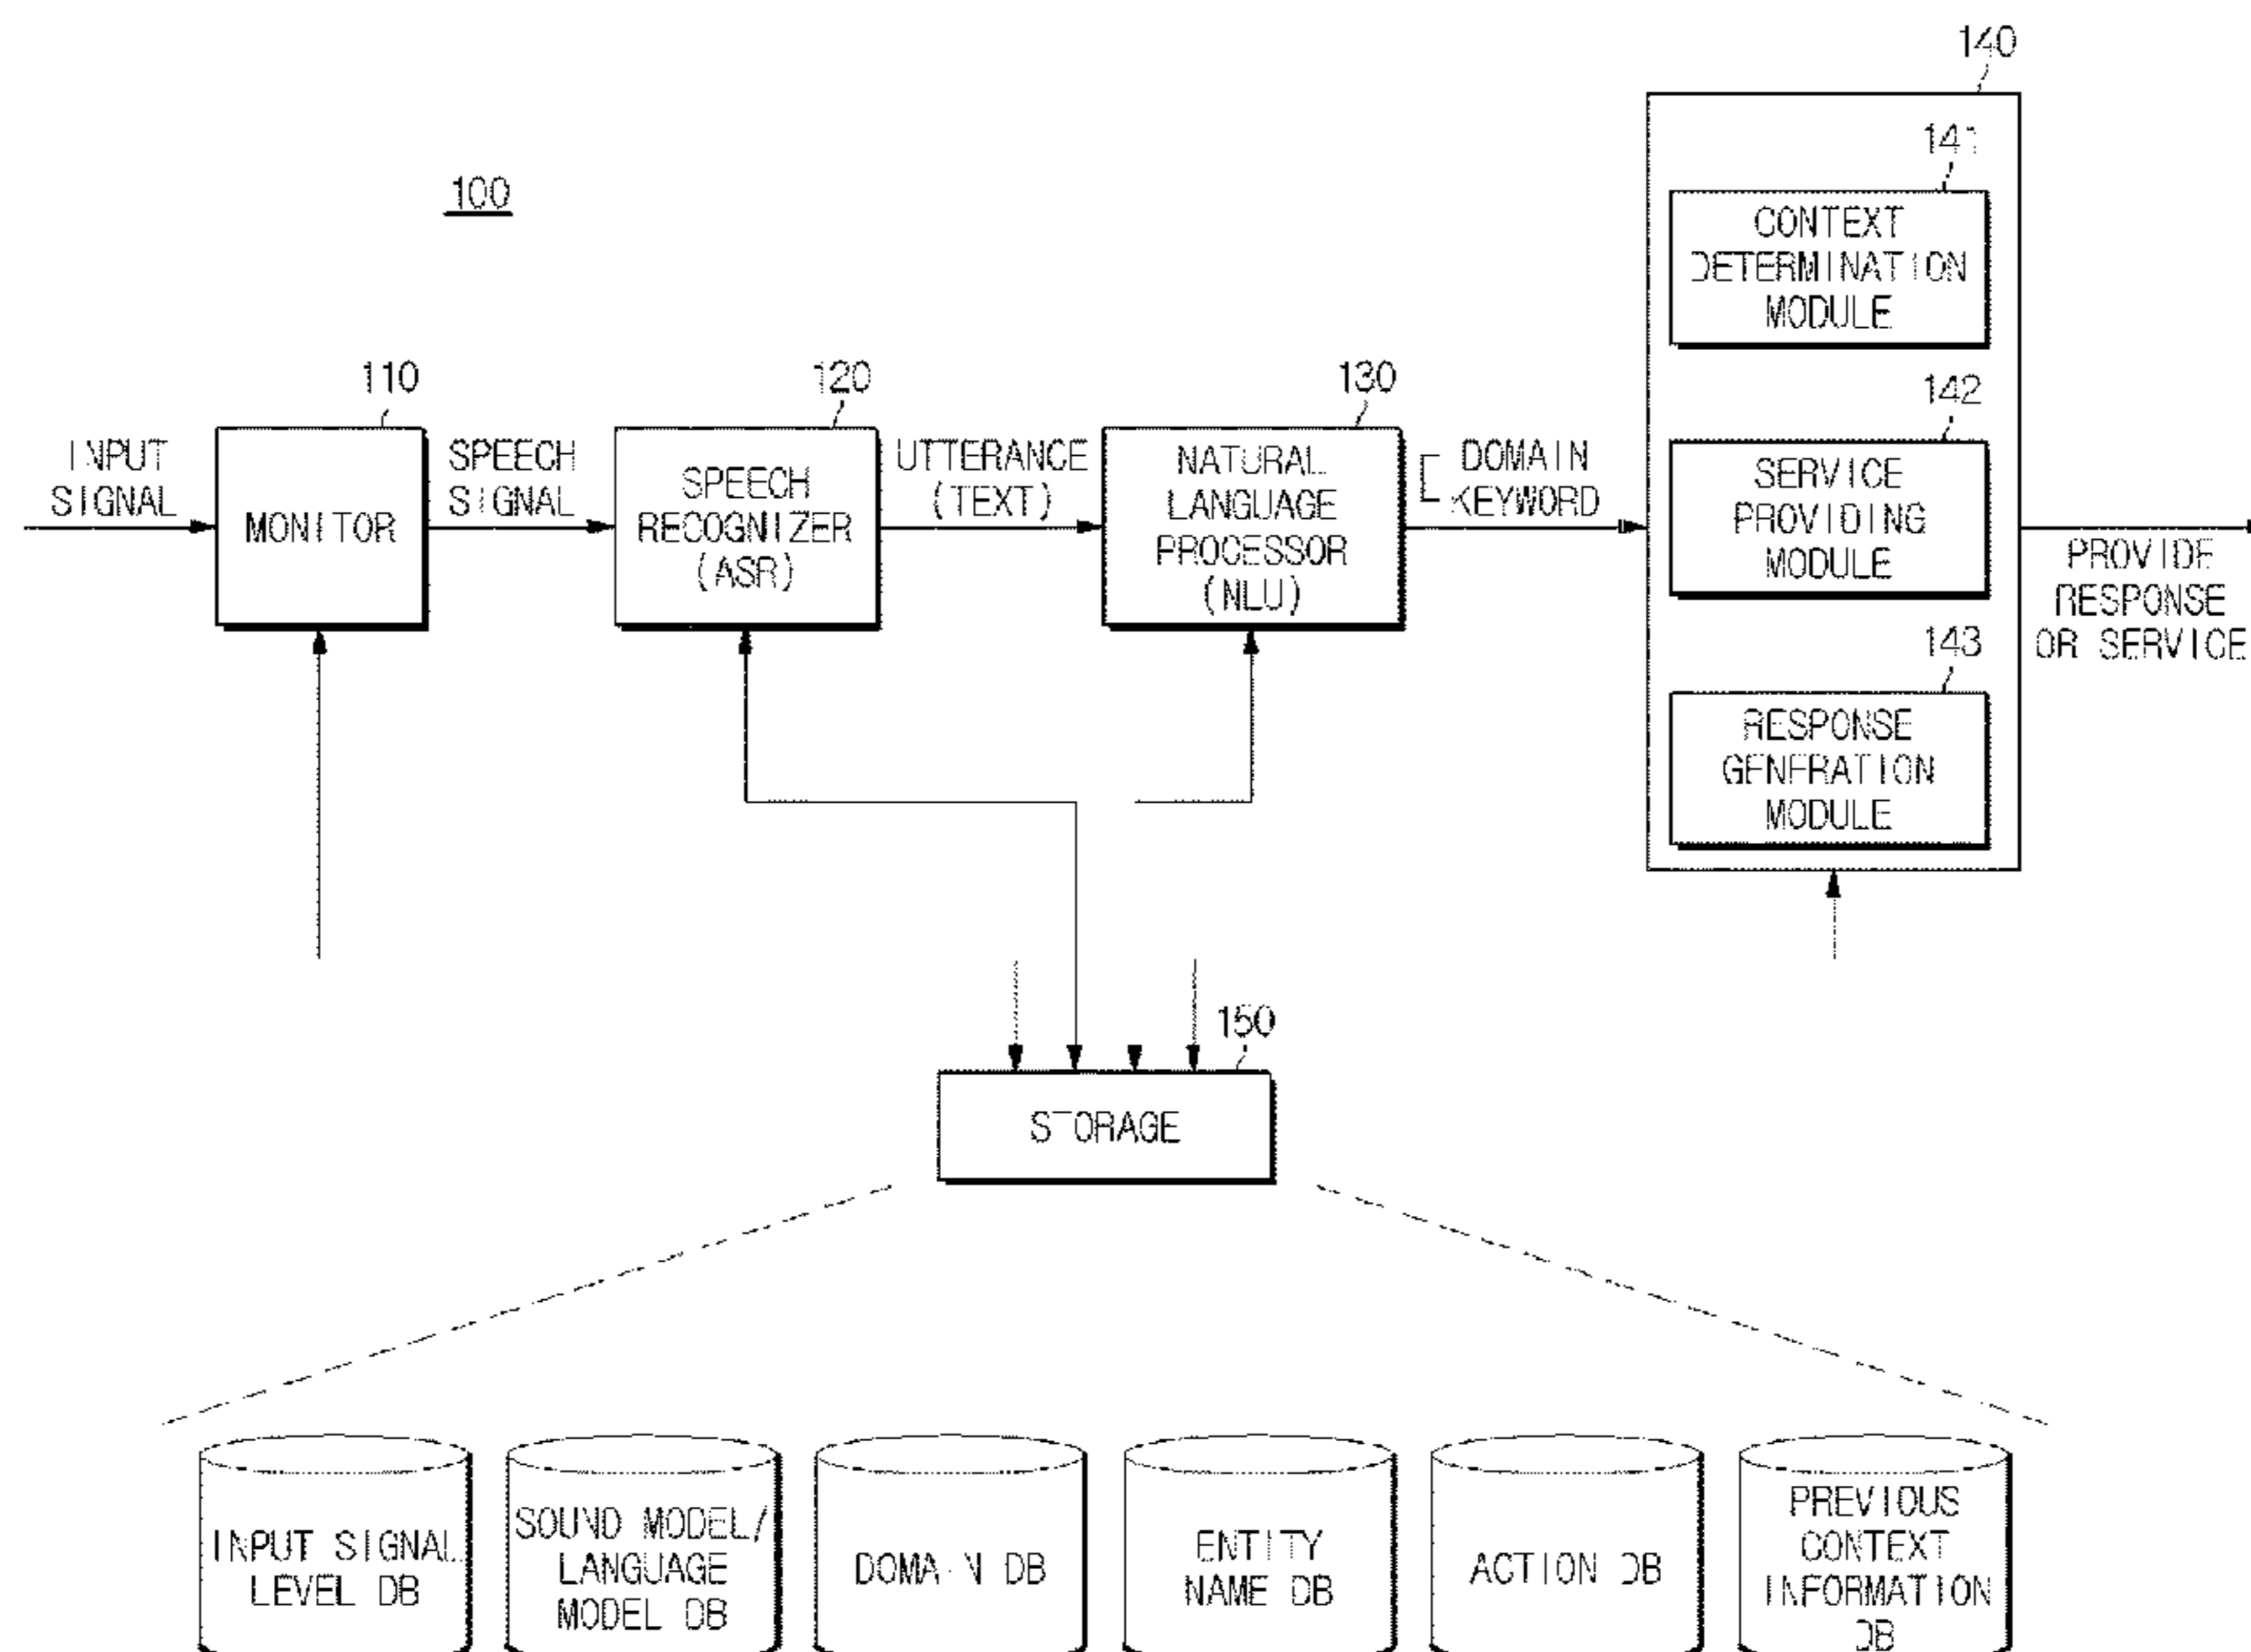 140
141
100
CONTEXT
DETERMINATION
MODULE
110
120
130
142
INPUT
SIGNAL
MONITOR
SPEECH
SIGNAL
SPEECH
RECOGNIZER
(ASR)
UTTERANCE
(TEXT)
NATURAL
LANGUAGE
PROCESSOR
(NLU)
DOMAIN
KEYWORD
SERVICE
PROVIDING
MODULE
PROVIDE
RESPONSE
OR SERVICE
143
RESPONSE
GENERATION
MODULE
150
STORAGE
INPUT SIGNAL
LEVEL DB
SOUND MODEL/
LANGUAGE
MODEL DB
DOMAIN DB
ENTITY
NAME DB
ACTION DB
PREVIOUS
CONTEXT
INFORMATION
DB